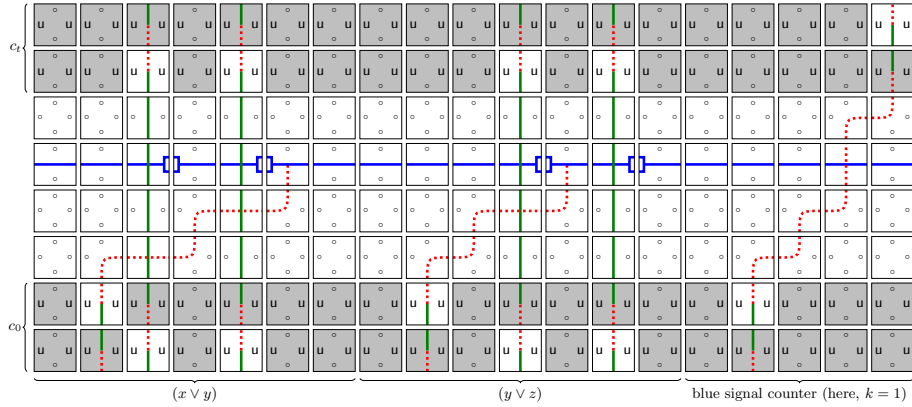 c_t
u u u u u u u u u u u u u u u u u u u u u u u u u u u u u u u u u u u u u u
u u u u u u u u u u u u u u u u u u u u u u u u u u u u u u u u u u u u u u
c_0
u u u u u u u u u u u u u u u u u u u u u u u u u u u u u u u u u u u u u u
u u u u u u u u u u u u u u u u u u u u u u u u u u u u u u u u u u u u u u
(x ∨ y)
(y ∨ z)
blue signal counter (here, k = 1)